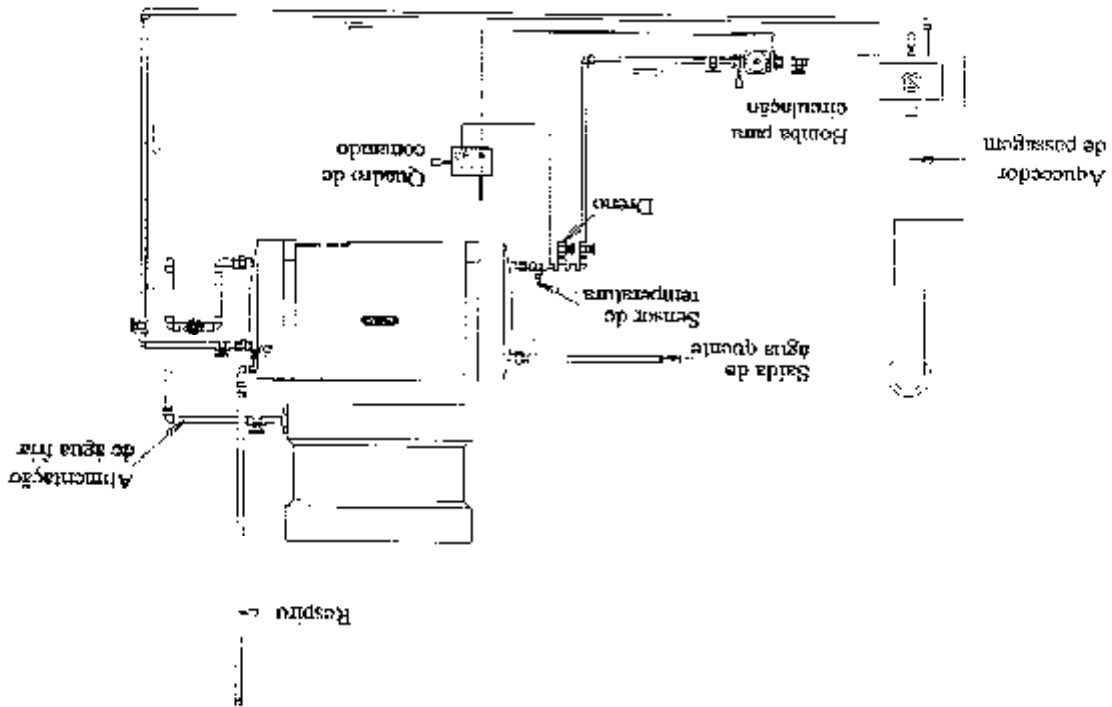 Respiro
Alimentação
de água fria
Saída de
água quente
Sensor de
temperatura
Dreno
Quadro de
comando
Aquecedor
de passagem
Bomba para
circulação